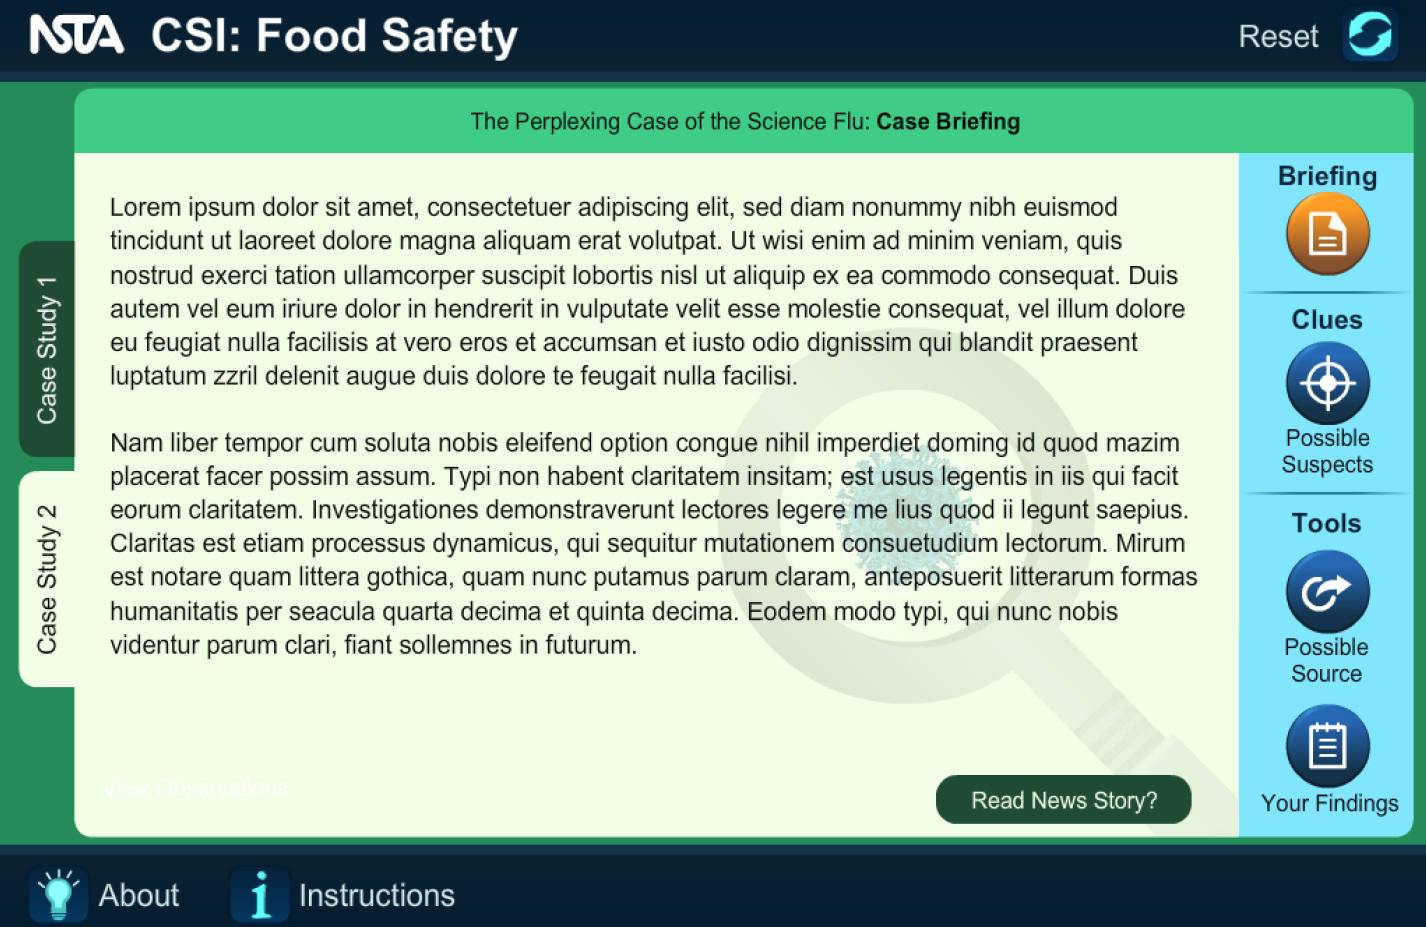 NSTA CSI: Food Safety
Reset
The Perplexing Case of the Science Flu: Case Briefing
Case Study 1
Case Study 2
Lorem ipsum dolor sit amet, consectetuer adipiscing elit, sed diam nonummy nibh euismod
tincidunt ut laoreet dolore magna aliquam erat volutpat. Ut wisi enim ad minim veniam, quis
nostrud exerci tation ullamcorper suscipit lobortis nisl ut aliquip ex ea commodo consequat. Duis
autem vel eum iriure dolor in hendrerit in vulputate velit esse molestie consequat, vel illum dolore
eu feugiat nulla facilisis at vero eros et accumsan et iusto odio dignissim qui blandit praesent
luptatum zzril delenit augue duis dolore te feugait nulla facilisi.
Nam liber tempor cum soluta nobis eleifend option congue nihil imperdiet doming id quod mazim
placerat facer possim assum. Typi non habent claritatem insitam; est usus legentis in iis qui facit
eorum claritatem. Investigationes demonstraverunt lectores legere me lius quod ii legunt saepius.
Claritas est etiam processus dynamicus, qui sequitur mutationem consuetudium lectorum. Mirum
est notare quam littera gothica, quam nunc putamus parum claram, anteposuerit litterarum formas
humanitatis per seacula quarta decima et quinta decima. Eodem modo typi, qui nunc nobis
videntur parum clari, fiant sollemnes in futurum.
View Observations
Read News Story?
Briefing
Clues
Possible
Suspects
Tools
Possible
Source
Your Findings
About
Instructions